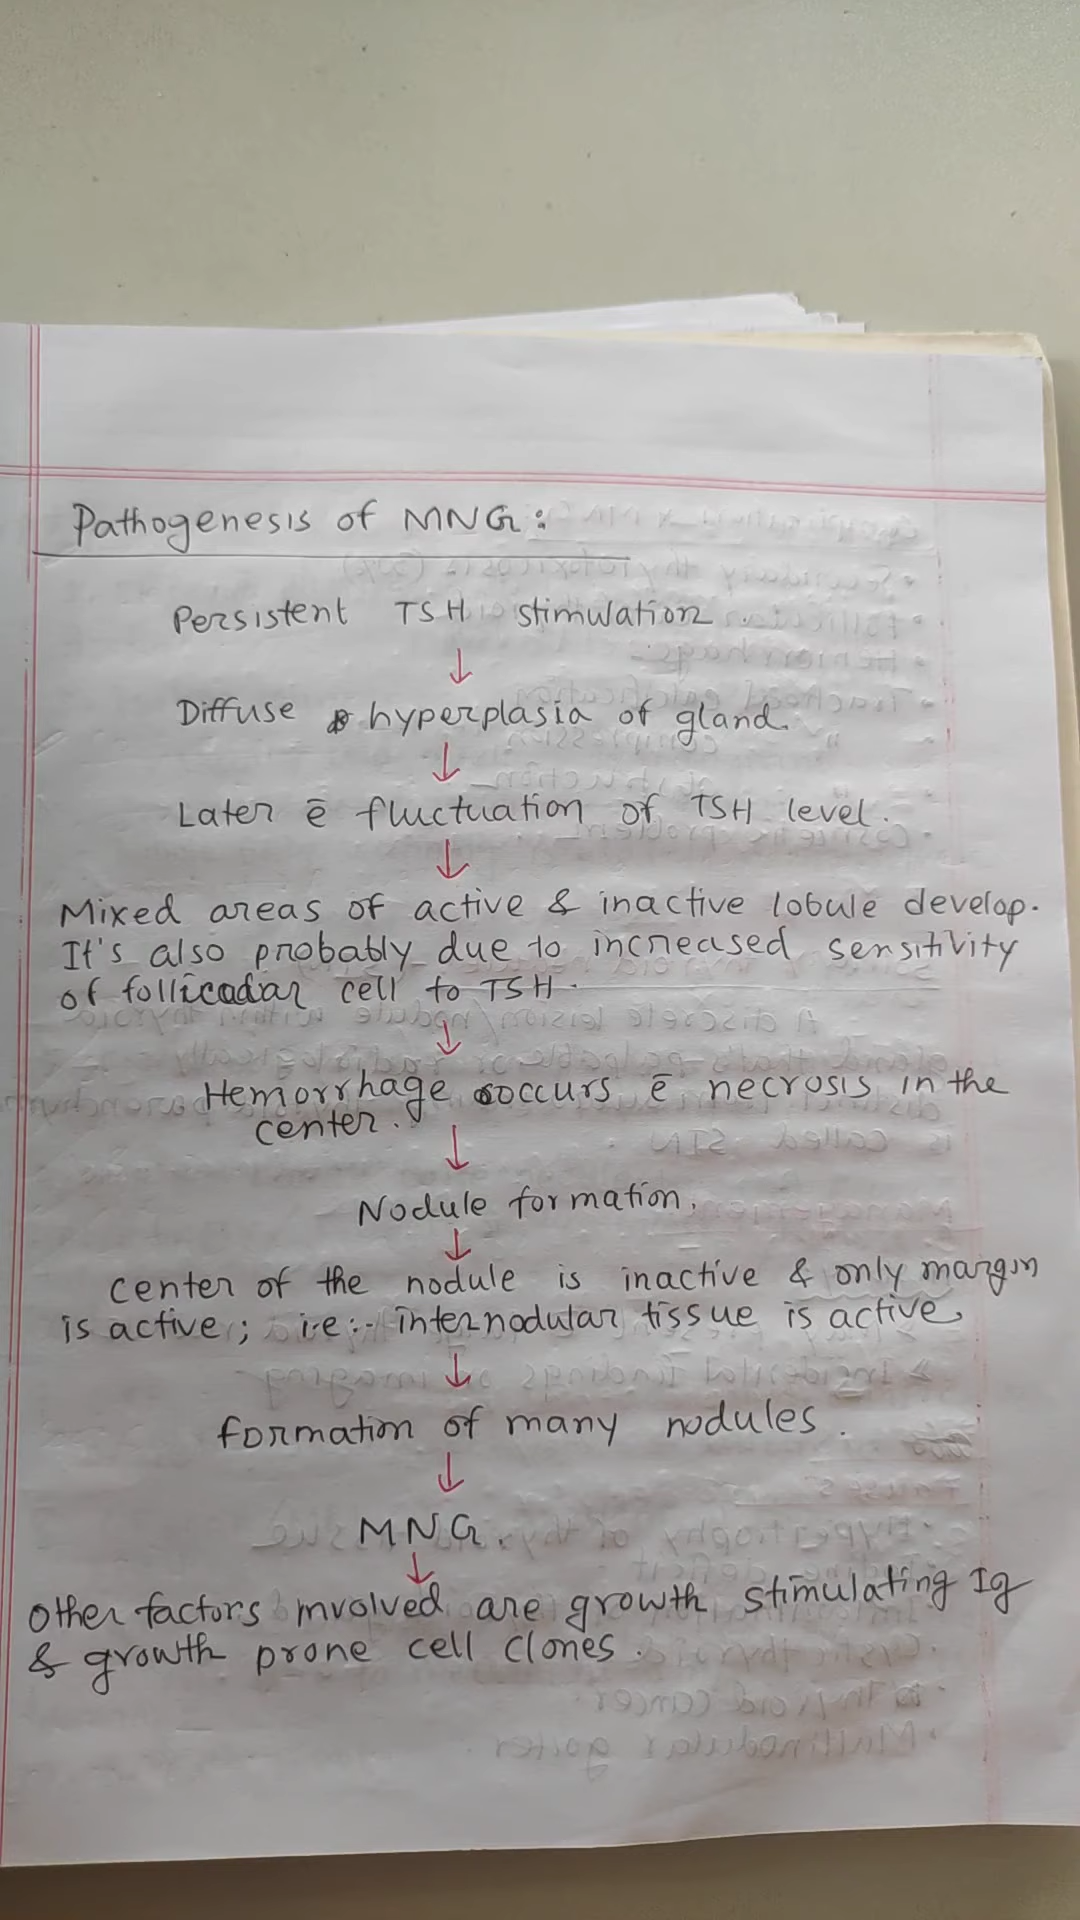 Pathogenesis of MNG:
Persistent TSH stimulation
↓
Diffuse hyperplasia of gland.
↓
Later ē fluctuation of TSH level.
↓
Mixed areas of active & inactive lobule develop.
It's also probably due to increased sensitivity
of follicular cell to TSH.
↓
Hemorrhage occurs ē necrosis in the
center.
↓
Nodule formation.
↓
center of the nodule is inactive & only margin
is active; i.e:- internodular tissue is active.
↓
formation of many nodules.
↓
MNG.
↓
Other factors involved are growth stimulating Ig
& growth prone cell clones.